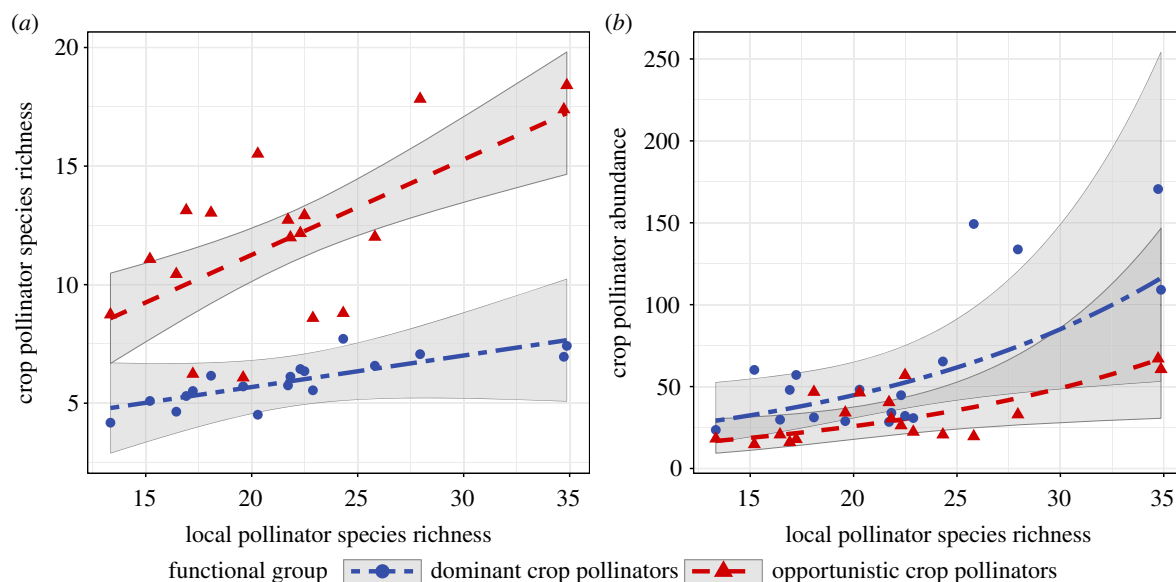 (a)
(b)
20
15
10
5
crop pollinator species richness
15 20 25 30 35
local pollinator species richness
250
200
150
100
50
0
crop pollinator abundance
15 20 25 30 35
local pollinator species richness
functional group dominant crop pollinators opportunistic crop pollinators